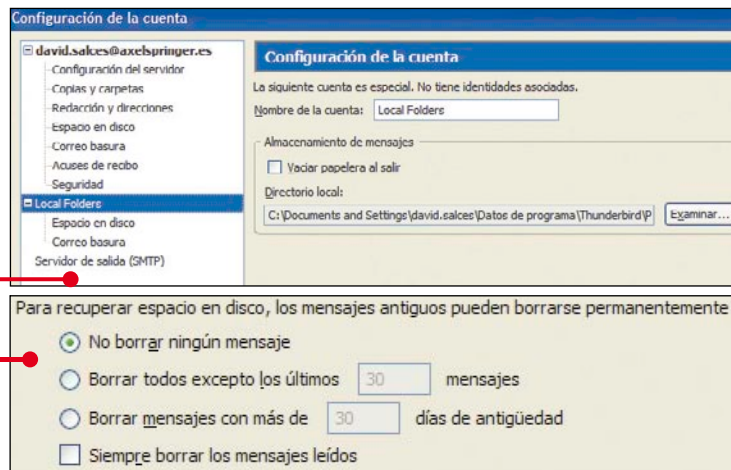 Configuración de la cuenta
david.salces@axelspringer.es
Configuración del servidor
Copias y carpetas
Redacción y direcciones
Espacio en disco
Correo basura
Acuses de recibo
Seguridad
Local Folders
Espacio en disco
Correo basura
Servidor de salida (SMTP)
Configuración de la cuenta
La siguiente cuenta es especial. No tiene identidades asociadas.
Nombre de la cuenta: Local Folders
Almacenamiento de mensajes
Vaciar papelera al salir
Directorio local:
C:\Documents and Settings\david.salces\Datos de programa\Thunderbird\P Examinar...
Para recuperar espacio en disco, los mensajes antiguos pueden borrarse permanentemente
No borrar ningún mensaje
Borrar todos excepto los últimos 30 mensajes
Borrar mensajes con más de 30 días de antigüedad
Siempre borrar los mensajes leídos